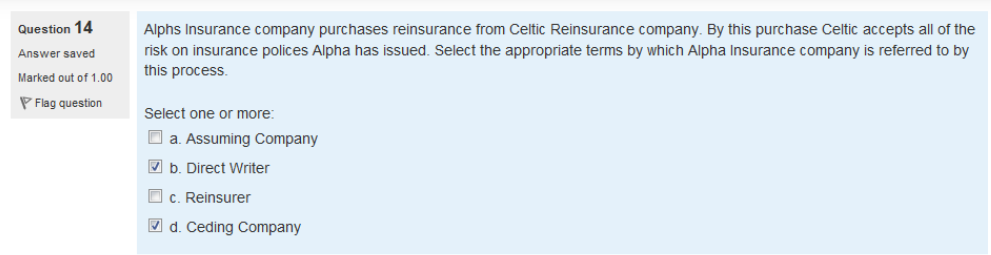 Question 14
Answer saved
Marked out of 1.00
Flag question
Alphs Insurance company purchases reinsurance from Celtic Reinsurance company. By this purchase Celtic accepts all of the
risk on insurance polices Alpha has issued. Select the appropriate terms by which Alpha Insurance company is referred to by
this process.
Select one or more:
a. Assuming Company
b. Direct Writer
c. Reinsurer
d. Ceding Company